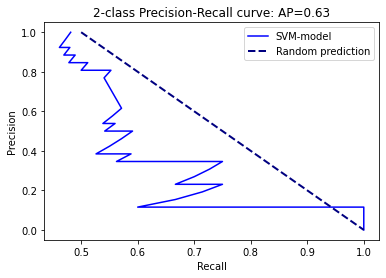 2-class Precision-Recall curve: AP=0.63
SVM-model
Random prediction
Precision
1.0
0.8
0.6
0.4
0.2
0.0
0.5 0.6 0.7 0.8 0.9 1.0
Recall